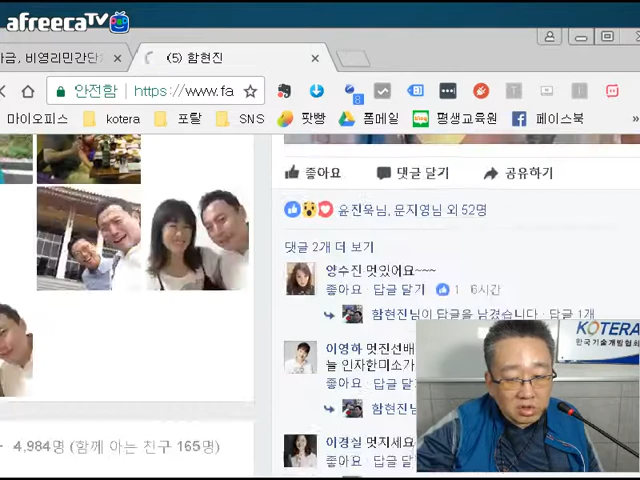 afreecaTV
다금, 비영리민간단
(5) 함현진
안전함
https://www.fa
8
마이오피스
kotera
포탈
SNS
팟빵
폼메일
평생교육원
페이스북
»
좋아요
댓글 달기
공유하기
윤진욱님, 문지영님 외 52명
댓글 2개 더 보기
양수진 멋있어요~~~
좋아요 · 답글 달기 · 1 · 6시간
함현진님이 답글을 남겼습니다 · 답글 1개
이영하 멋진선배
늘 인자한미소가
좋아요 · 답글 달
함현진님
이경실 멋지세요
좋아요 · 답글 달
4,984명 (함께 아는 친구 165명)
KOTERA
한국기술개발협회